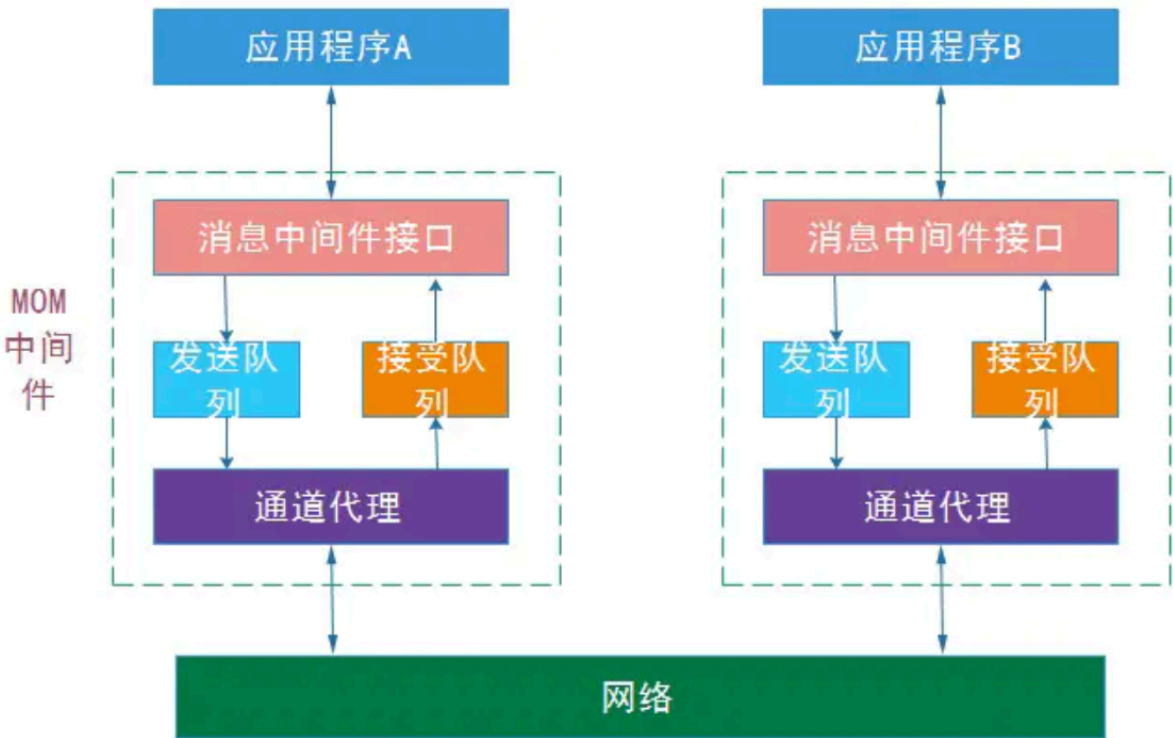 应用程序A
应用程序B
消息中间件接口
消息中间件接口
MOM
中间
件
发送队
列
接受队
列
发送队
列
接受队
列
通道代理
通道代理
网络